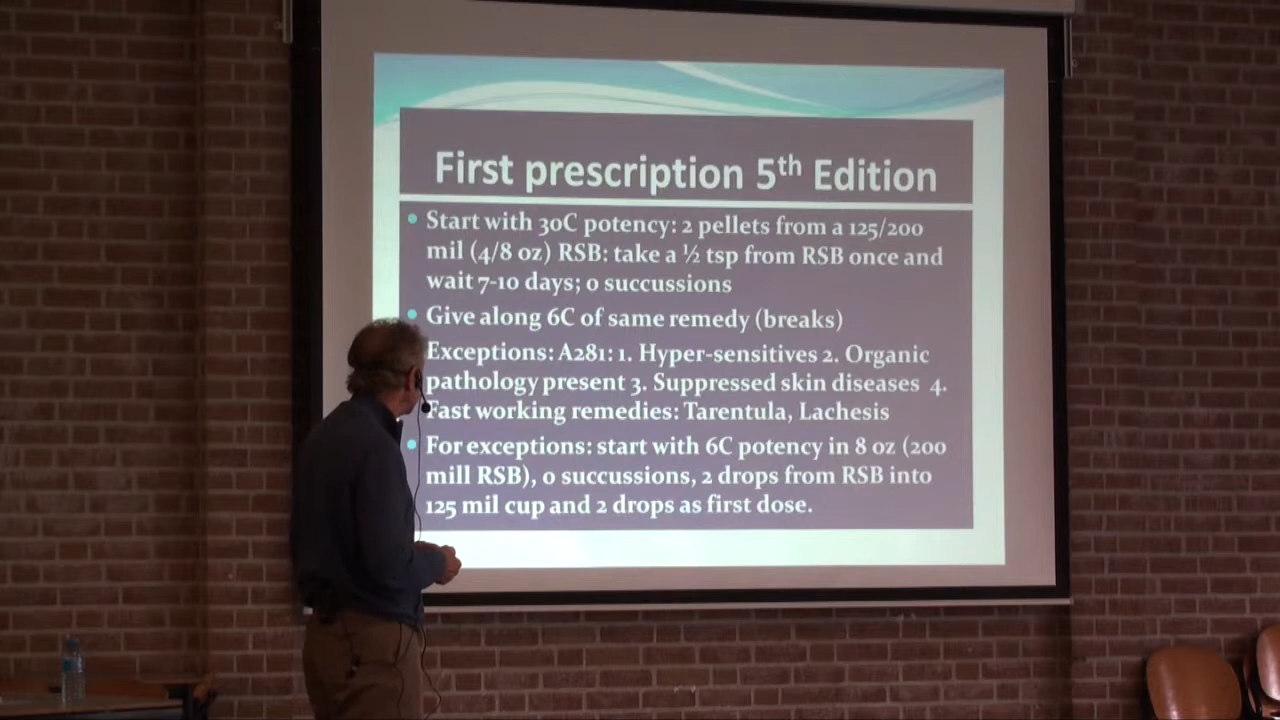 First prescription 5th Edition
• Start with 30C potency: 2 pellets from a 125/200
mil (4/8 oz) RSB: take a ½ tsp from RSB once and
wait 7-10 days; 0 succussions
• Give along 6C of same remedy (breaks)
Exceptions: A281: 1. Hyper-sensitives 2. Organic
pathology present 3. Suppressed skin diseases 4.
Fast working remedies: Tarentula, Lachesis
• For exceptions: start with 6C potency in 8 oz (200
mill RSB), 0 succussions, 2 drops from RSB into
125 mil cup and 2 drops as first dose.